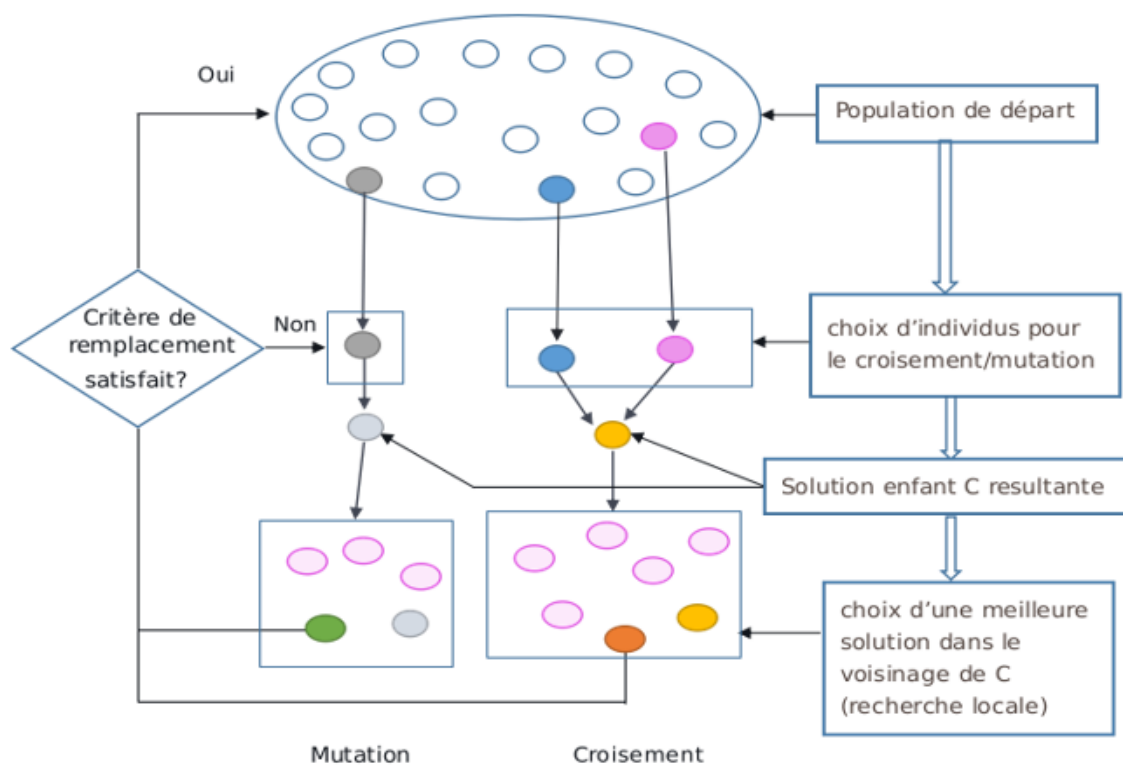 Oui
Population de départ
Critère de
remplacement
satisfait?
Non
choix d'individus pour
le croisement/mutation
Solution enfant C resultante
choix d'une meilleure
solution dans le
voisinage de C
(recherche locale)
Mutation
Croisement